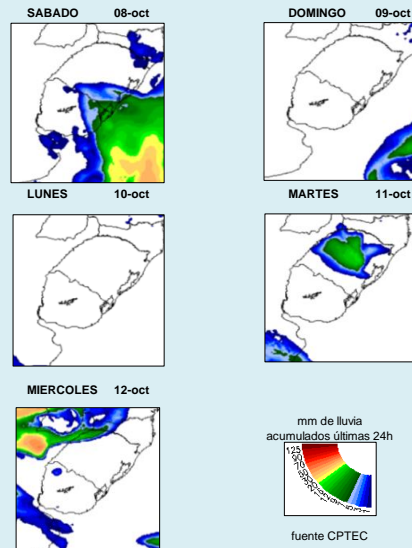 SABADO 08-oct
DOMINGO 09-oct
LUNES 10-oct
MARTES 11-oct
MIERCOLES 12-oct
mm de lluvia
acumulados últimas 24h
125
fuente CPTEC